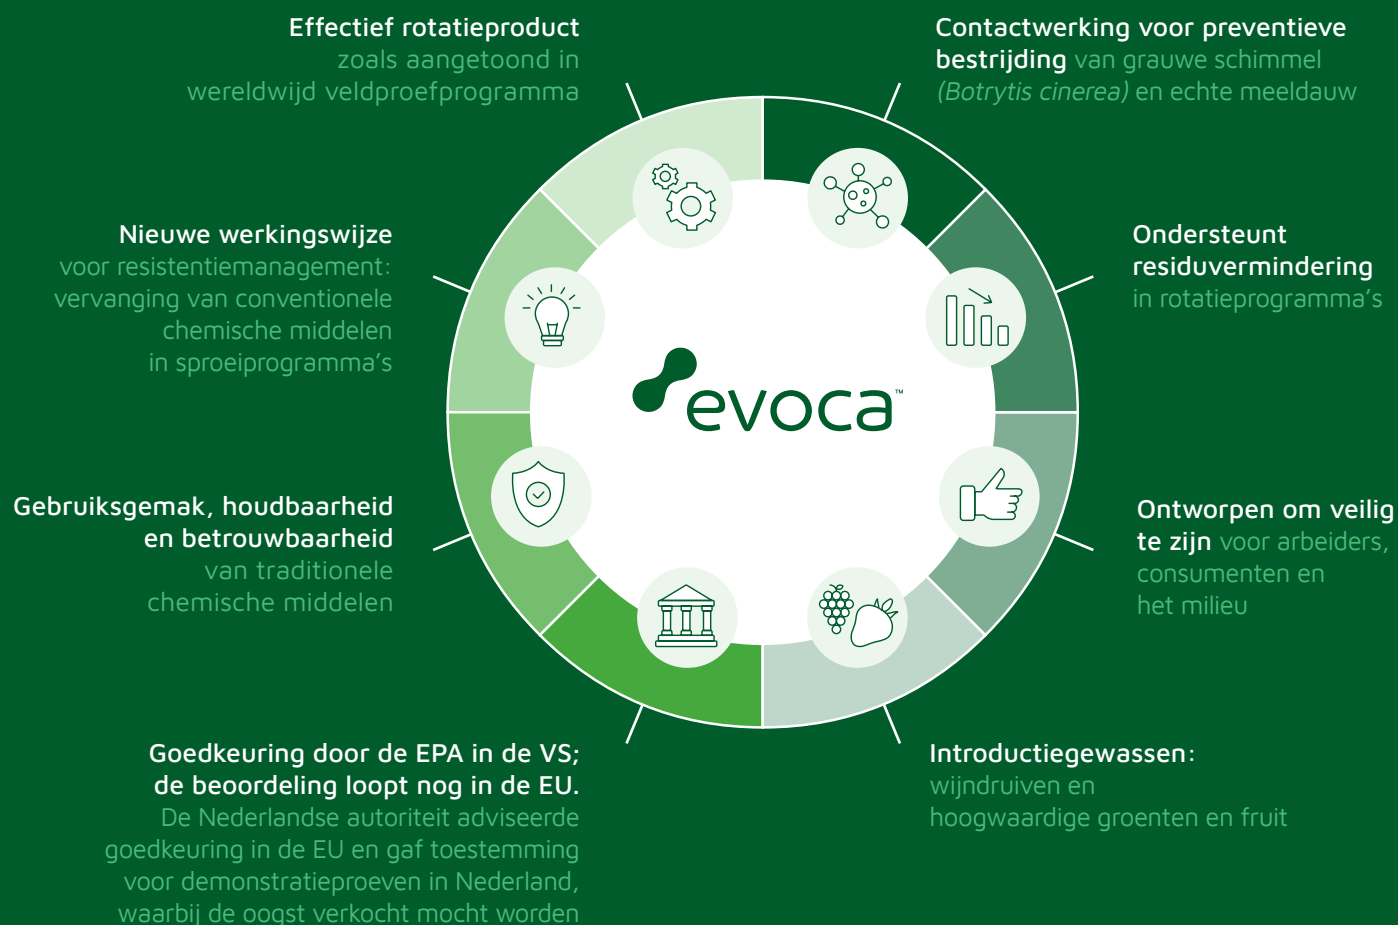 Effectief rotatieproduct
zoals aangetoond in
wereldwijd veldproefprogramma
Contactwerking voor preventieve
bestrijding van grauwe schimmel
(Botrytis cinerea) en echte meeldauw
Nieuwe werkingswijze
voor resistentiemanagement:
vervanging van conventionele
chemische middelen
in sproeiprogramma's
Ondersteunt
residuvermindering
in rotatieprogramma's
evoca™
Gebruiksgemak, houdbaarheid
en betrouwbaarheid
van traditionele
chemische middelen
Ontworpen om veilig
te zijn voor arbeiders,
consumenten en
het milieu
Goedkeuring door de EPA in de VS;
de beoordeling loopt nog in de EU.
De Nederlandse autoriteit adviseerde
goedkeuring in de EU en gaf toestemming
voor demonstratieproeven in Nederland,
waarbij de oogst verkocht mocht worden
Introductiegewassen:
wijndruiven en
hoogwaardige groenten en fruit